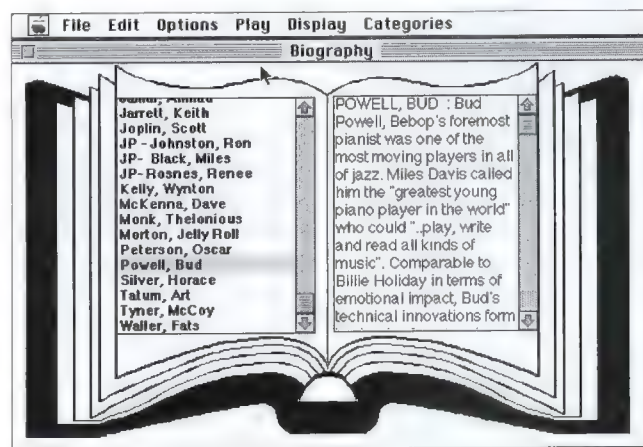 File Edit Options Play Display Categories
Biography
Jarrett, Keith
Joplin, Scott
JP - Johnston, Ron
JP- Black, Miles
JP- Rosnes, Renee
Kelly, Wynton
McKenna, Dave
Monk, Thelonious
Morton, Jelly Roll
Peterson, Oscar
Powell, Bud
Silver, Horace
Tatum, Art
Tyner, McCoy
Waller, Fats
POWELL, BUD : Bud
Powell, Bebop's foremost
pianist was one of the
most moving players in all
of jazz. Miles Davis called
him the "greatest young
piano player in the world"
who could "..play, write
and read all kinds of
music". Comparable to
Billie Holiday in terms of
emotional impact, Bud's
technical innovations form